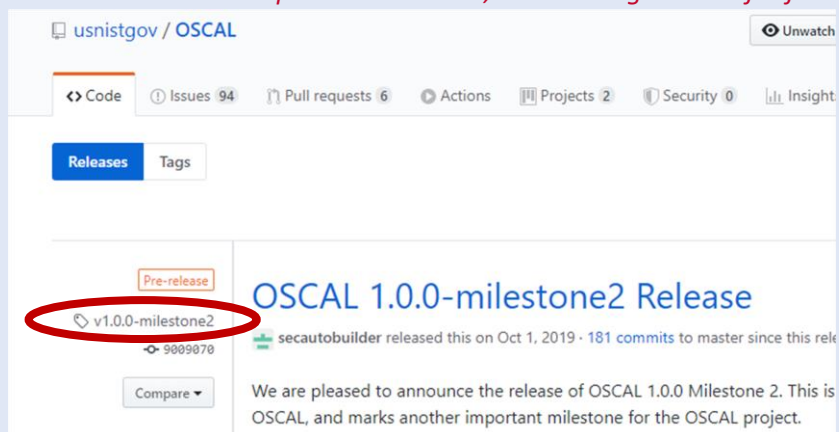 usnistgov / OSCAL
Unwatch
Code Issues 94 Pull requests 6 Actions Projects 2 Security 0 Insight
Releases Tags
Pre-release
v1.0.0-milestone2
9009070
Compare
OSCAL 1.0.0-milestone2 Release
secautobuilder released this on Oct 1, 2019 · 181 commits to master since this rele
We are pleased to announce the release of OSCAL 1.0.0 Milestone 2. This is
OSCAL, and marks another important milestone for the OSCAL project.